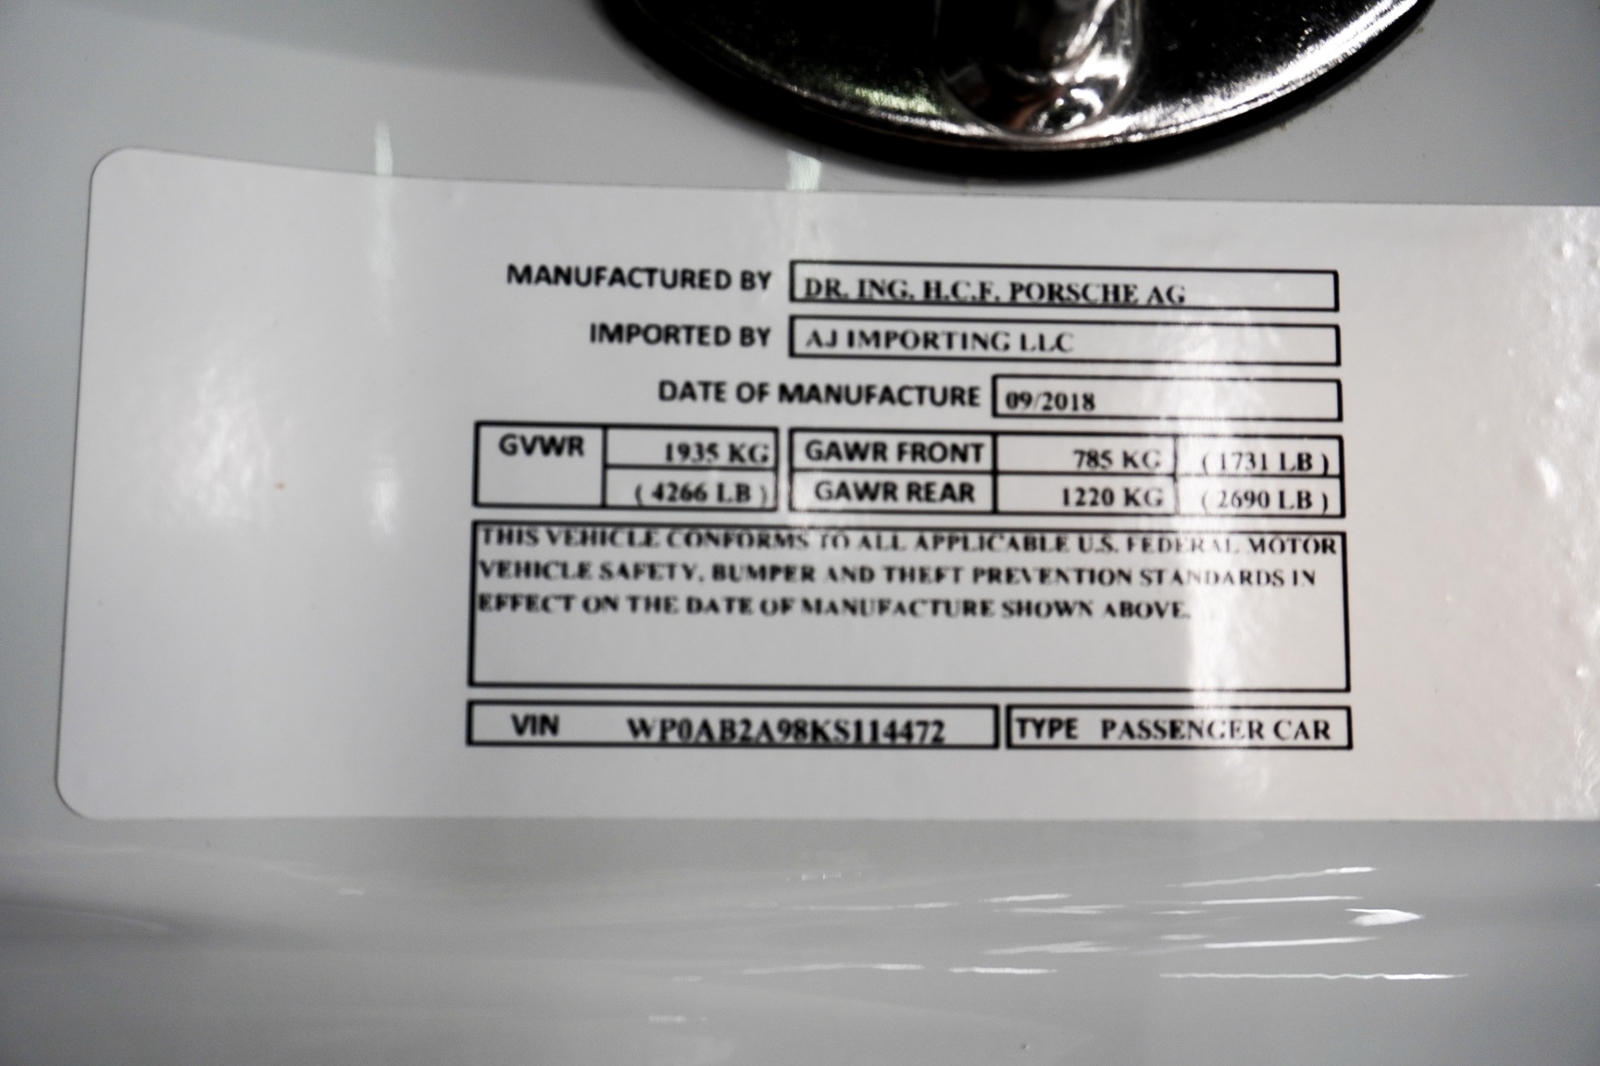 MANUFACTURED BY DR. ING. H.C.F. PORSCHE AG
IMPORTED BY AJ IMPORTING LLC
DATE OF MANUFACTURE 09/2018
GVWR 1935 KG GAWR FRONT 785 KG ( 1731 LB )
( 4266 LB ) GAWR REAR 1220 KG ( 2690 LB )
THIS VEHICLE CONFORMS TO ALL APPLICABLE U.S. FEDERAL MOTOR
VEHICLE SAFETY, BUMPER AND THEFT PREVENTION STANDARDS IN
EFFECT ON THE DATE OF MANUFACTURE SHOWN ABOVE.
VIN WP0AB2A98KS114472 TYPE PASSENGER CAR